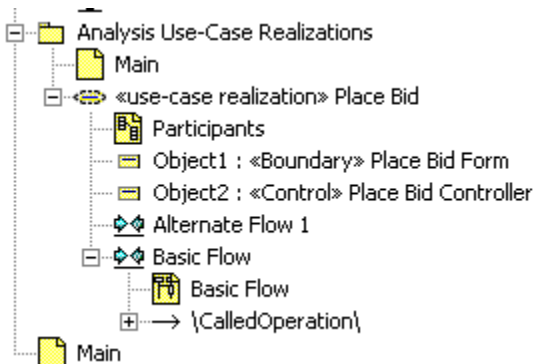 Analysis Use-Case Realizations
Main
«use-case realization» Place Bid
Participants
Object1 : «Boundary» Place Bid Form
Object2 : «Control» Place Bid Controller
Alternate Flow 1
Basic Flow
Basic Flow
\CalledOperation\
Main